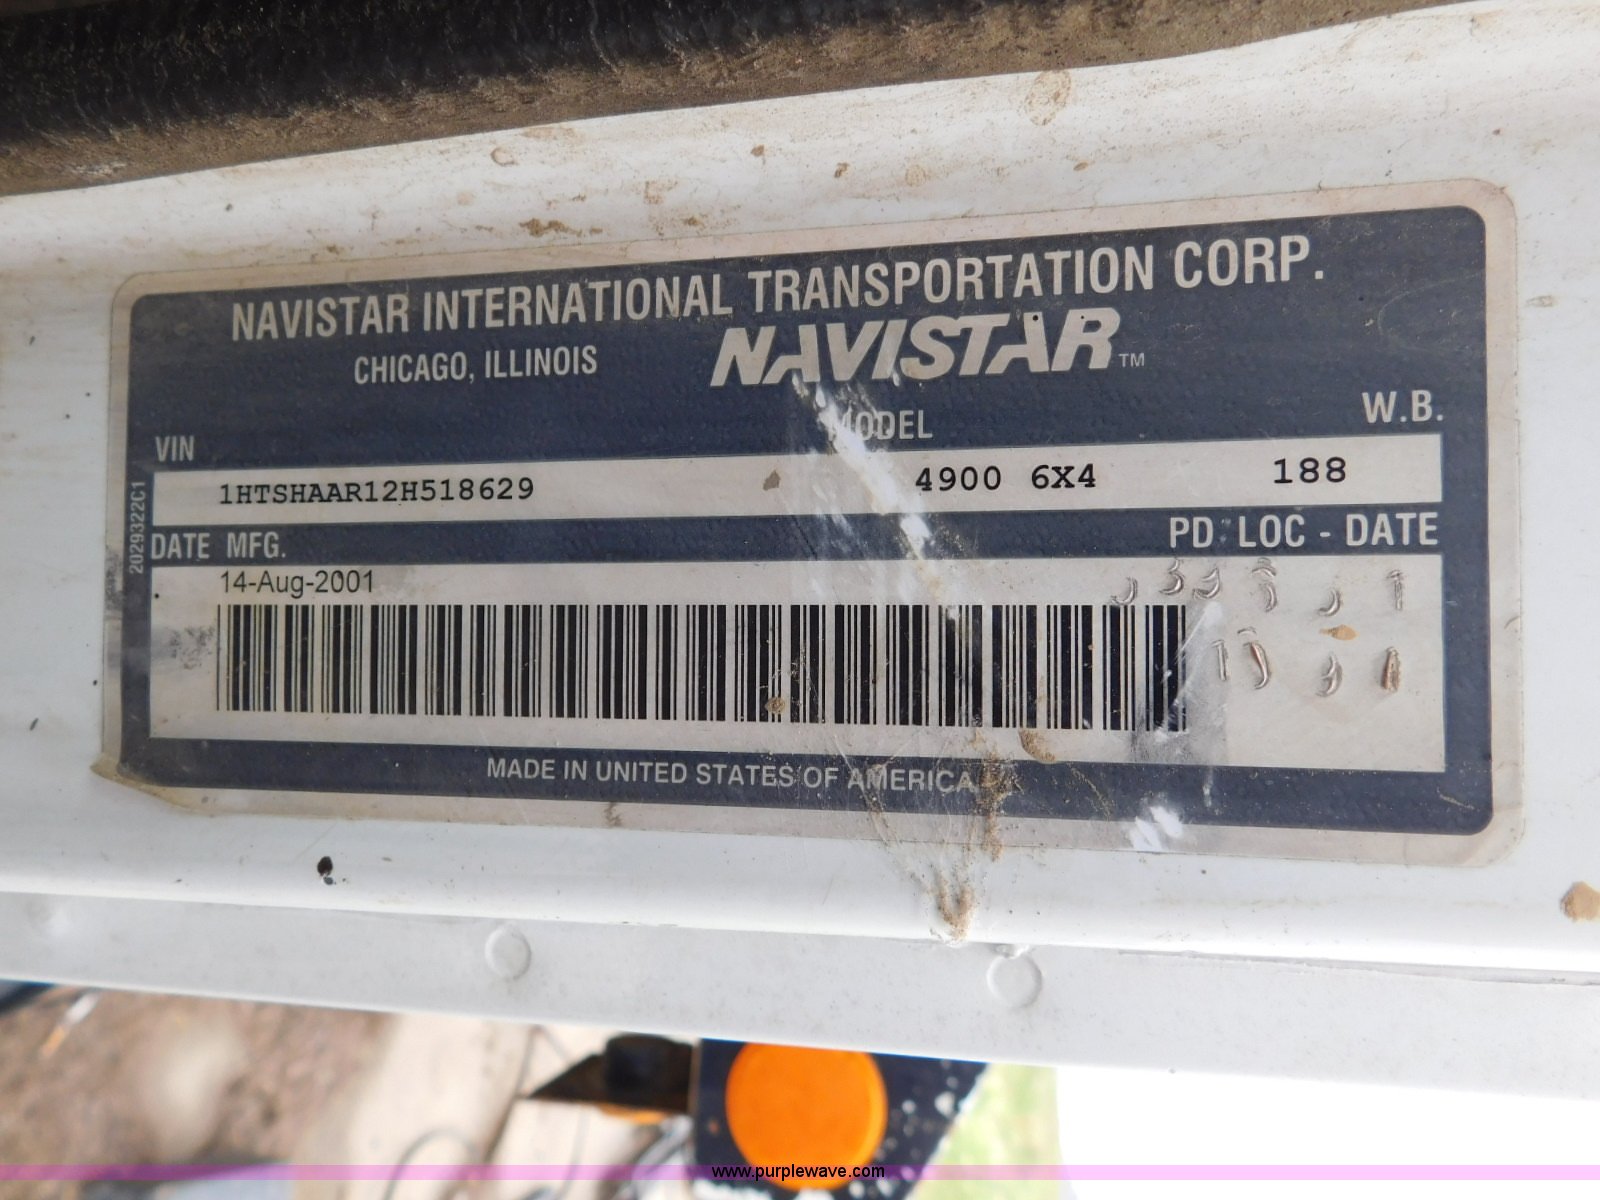 NAVISTAR INTERNATIONAL TRANSPORTATION CORP.
CHICAGO, ILLINOIS NAVISTAR™
VIN MODEL W.B.
1HTSHAAR12H518629 4900 6X4 188
2029322C1
DATE MFG. PD LOC - DATE
14-Aug-2001
MADE IN UNITED STATES OF AMERICA
www.purplewave.com